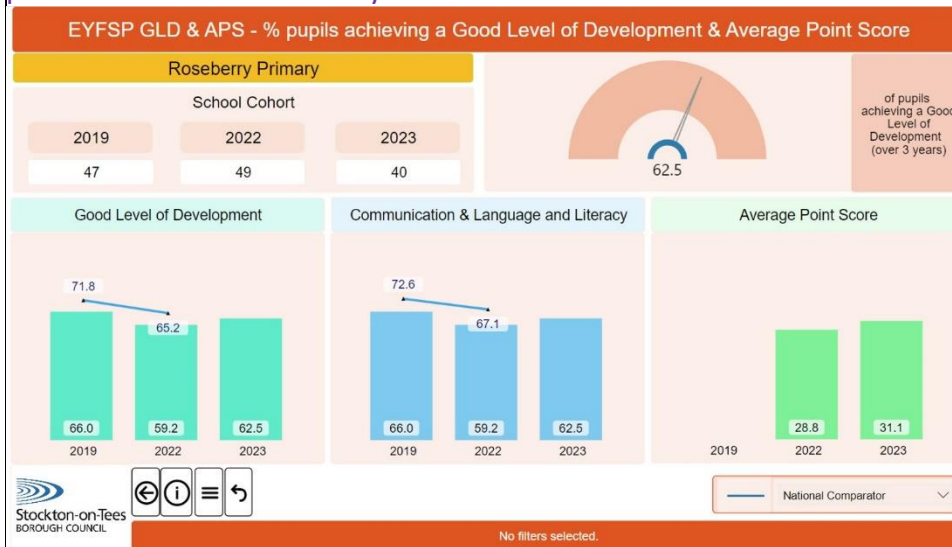 EYFSP GLD & APS - % pupils achieving a Good Level of Development & Average Point Score
Roseberry Primary
School Cohort
2019 2022 2023
47 49 40
62.5
of pupils
achieving a Good
Level of
Development
(over 3 years)
Good Level of Development
71.8
65.2
66.0 59.2 62.5
2019 2022 2023
Communication & Language and Literacy
72.6
67.1
66.0 59.2 62.5
2019 2022 2023
Average Point Score
28.8 31.1
2019 2022 2023
Stockton-on-Tees
BOROUGH COUNCIL
National Comparator
No filters selected.